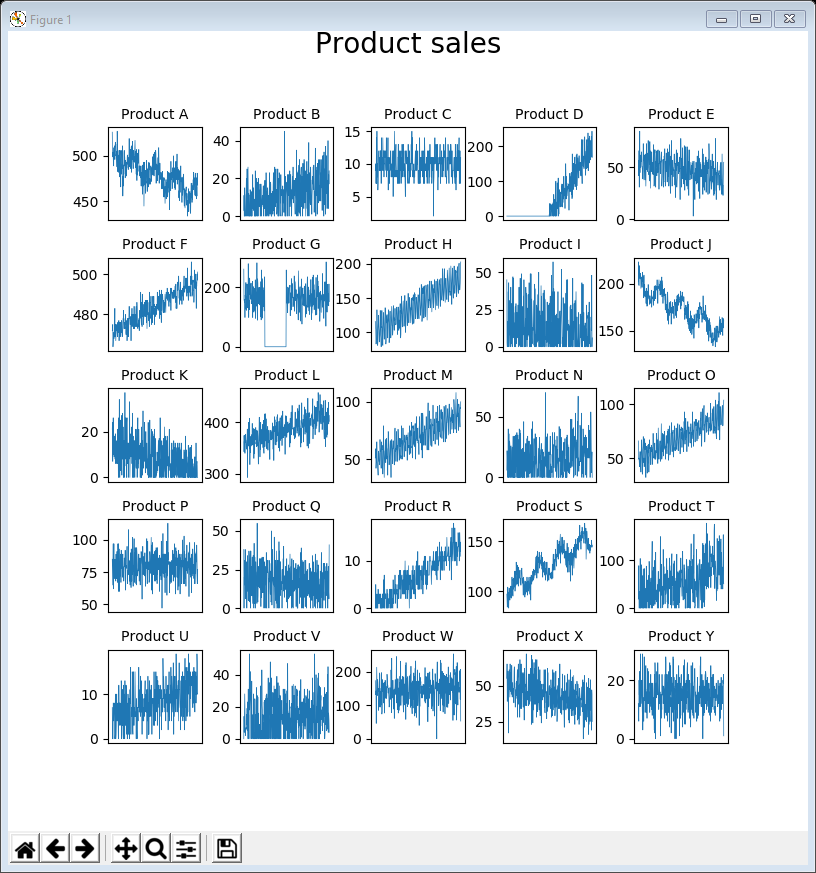 Figure 1
Product sales
Product A
Product B
Product C
Product D
Product E
500
450
40
20
0
15
10
5
200
100
0
50
0
Product F
Product G
Product H
Product I
Product J
500
480
200
0
200
150
100
50
25
0
200
150
Product K
Product L
Product M
Product N
Product O
20
0
400
300
100
50
50
0
100
50
Product P
Product Q
Product R
Product S
Product T
100
75
50
50
25
0
10
0
150
100
100
0
Product U
Product V
Product W
Product X
Product Y
10
0
40
20
0
200
100
0
50
25
20
0